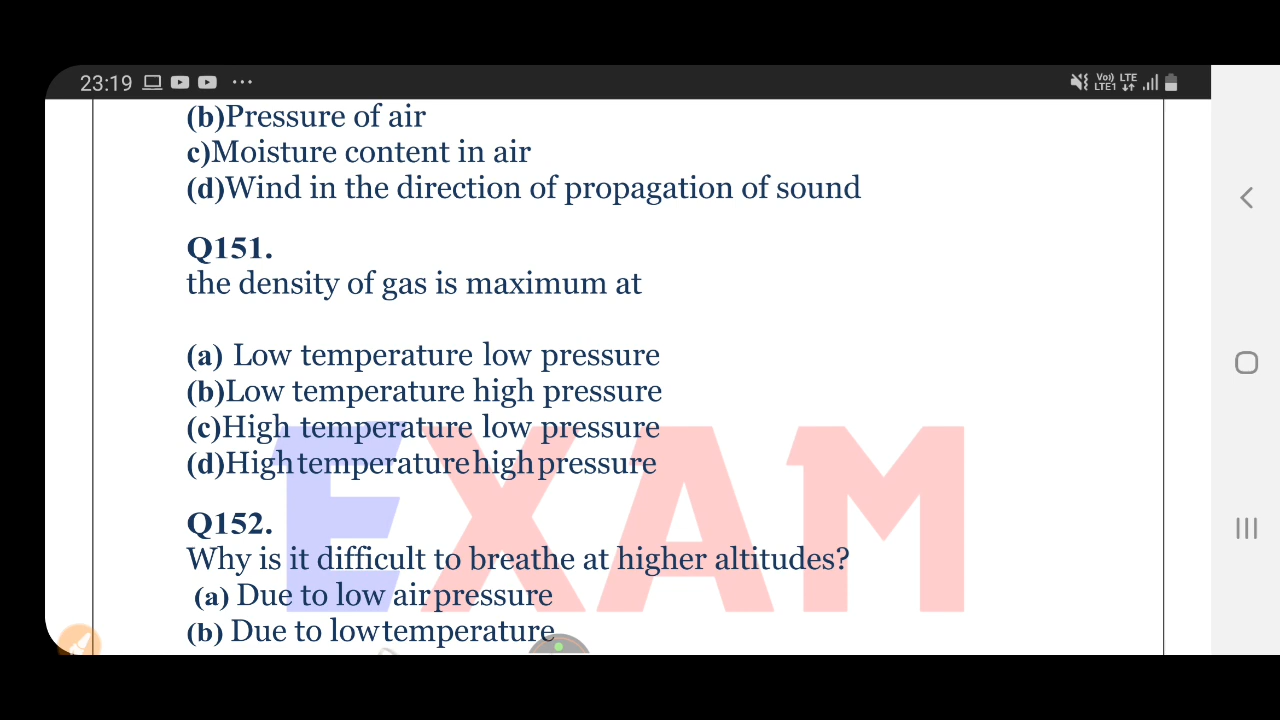 23:19
Vo) LTE
LTE1
(b)Pressure of air
c)Moisture content in air
(d)Wind in the direction of propagation of sound
Q151.
the density of gas is maximum at
(a) Low temperature low pressure
(b)Low temperature high pressure
(c)High temperature low pressure
(d)High temperature high pressure
EXAM
Q152.
Why is it difficult to breathe at higher altitudes?
(a) Due to low air pressure
(b) Due to low temperature